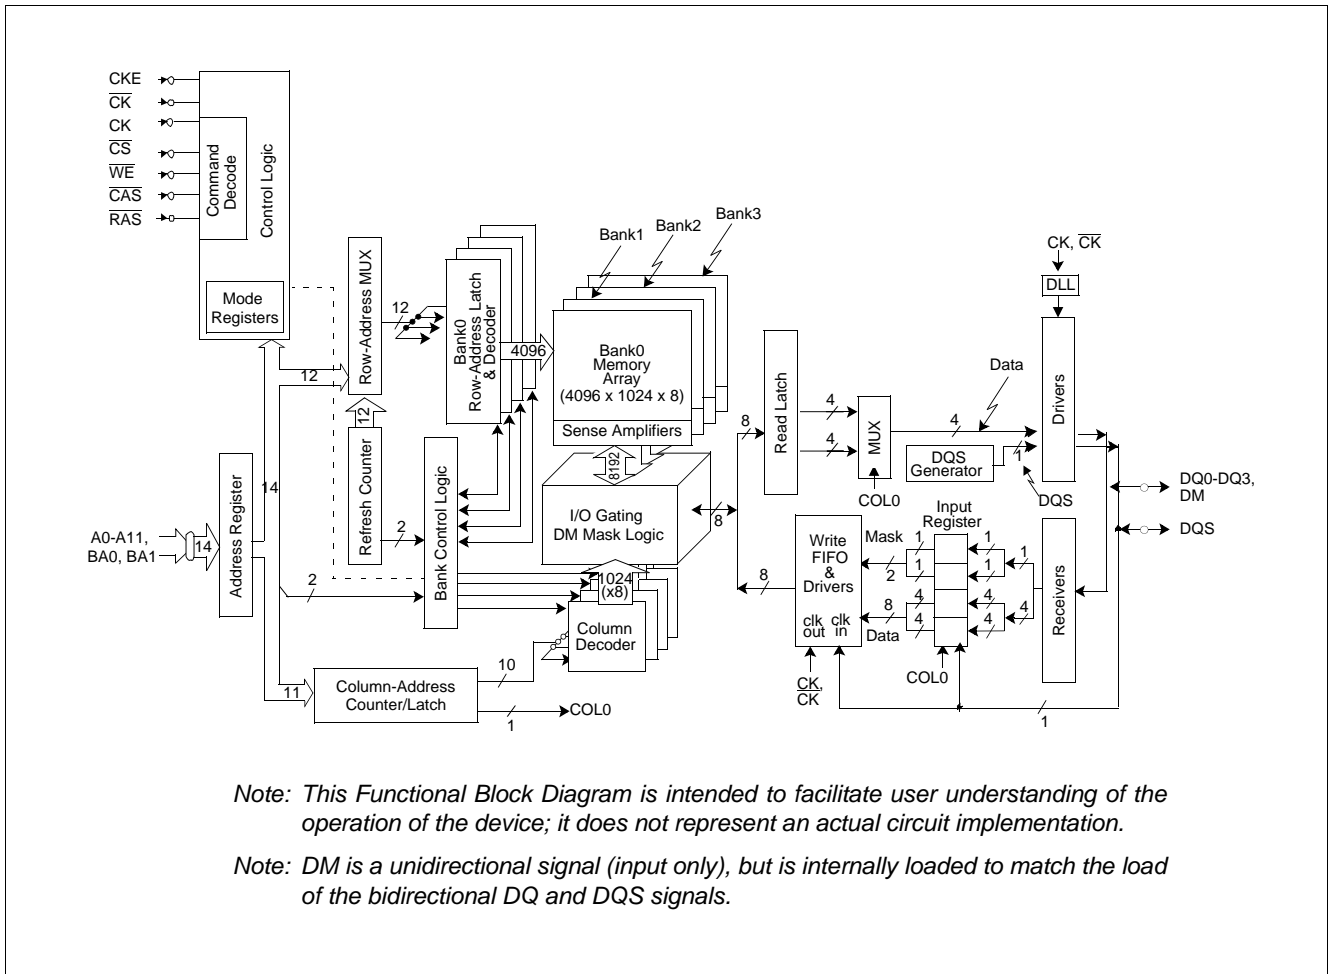 CKE
C̅K̅
CK
C̅S̅
W̅E̅
C̅A̅S̅
R̅A̅S̅
Command
Decode
Control Logic
Mode
Registers
Row-Address MUX
12
12
12
Refresh Counter
2
Bank0
Row-Address Latch
& Decoder
4096
Bank1
Bank2
Bank3
Bank0
Memory
Array
(4096 x 1024 x 8)
Sense Amplifiers
8192
I/O Gating
DM Mask Logic
8
Bank Control Logic
1024
(x8)
Column
Decoder
A0-A11,
BA0, BA1
14
Address Register
14
2
11
Column-Address
Counter/Latch
10
1
COL0
8
Read Latch
4
4
MUX
COL0
4
Data
DQS
Generator
1
DQS
CK, C̅K̅
DLL
Drivers
DQ0-DQ3,
DM
DQS
Input
Register
Write
FIFO
&
Drivers
clk
out
clk
in
8
Mask
2
8
Data
1
1
4
4
1
1
4
4
1
4
Receivers
COL0
CK,
C̅K̅
1
Note: This Functional Block Diagram is intended to facilitate user understanding of the
operation of the device; it does not represent an actual circuit implementation.
Note: DM is a unidirectional signal (input only), but is internally loaded to match the load
of the bidirectional DQ and DQS signals.